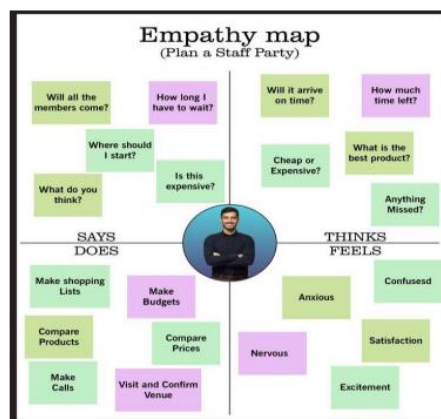 Empathy map
(Plan a Staff Party)
Will all the
members come?
How long I
have to wait?
Where should
I start?
Is this
expensive?
What do you
think?
SAYS
Will it arrive
on time?
How much
time left?
What is the
best product?
Cheap or
Expensive?
Anything
Missed?
THINKS
DOES
Make shopping
Lists
Make
Budgets
Compare
Products
Compare
Prices
Make
Calls
Visit and Confirm
Venue
FEELS
Confusesd
Anxious
Satisfaction
Nervous
Excitement